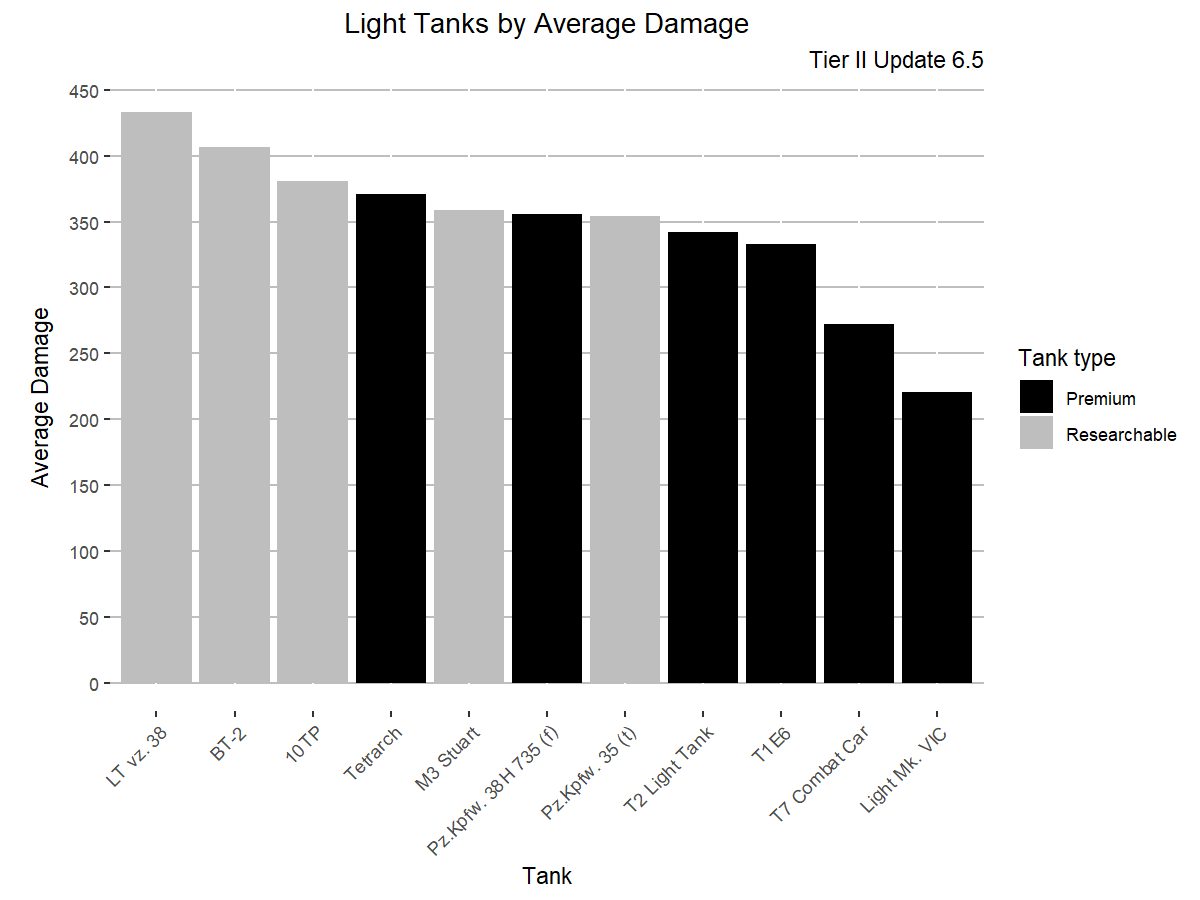 Light Tanks by Average Damage
Tier II Update 6.5
Average Damage
450
400
350
300
250
200
150
100
50
0
LT vz. 38
BT-2
10TP
Tetrarch
M3 Stuart
Pz.Kpfw. 38H 735 (f)
Pz.Kpfw. 35 (t)
T2 Light Tank
T1E6
T7 Combat Car
Light Mk. VIC
Tank
Tank type
Premium
Researchable